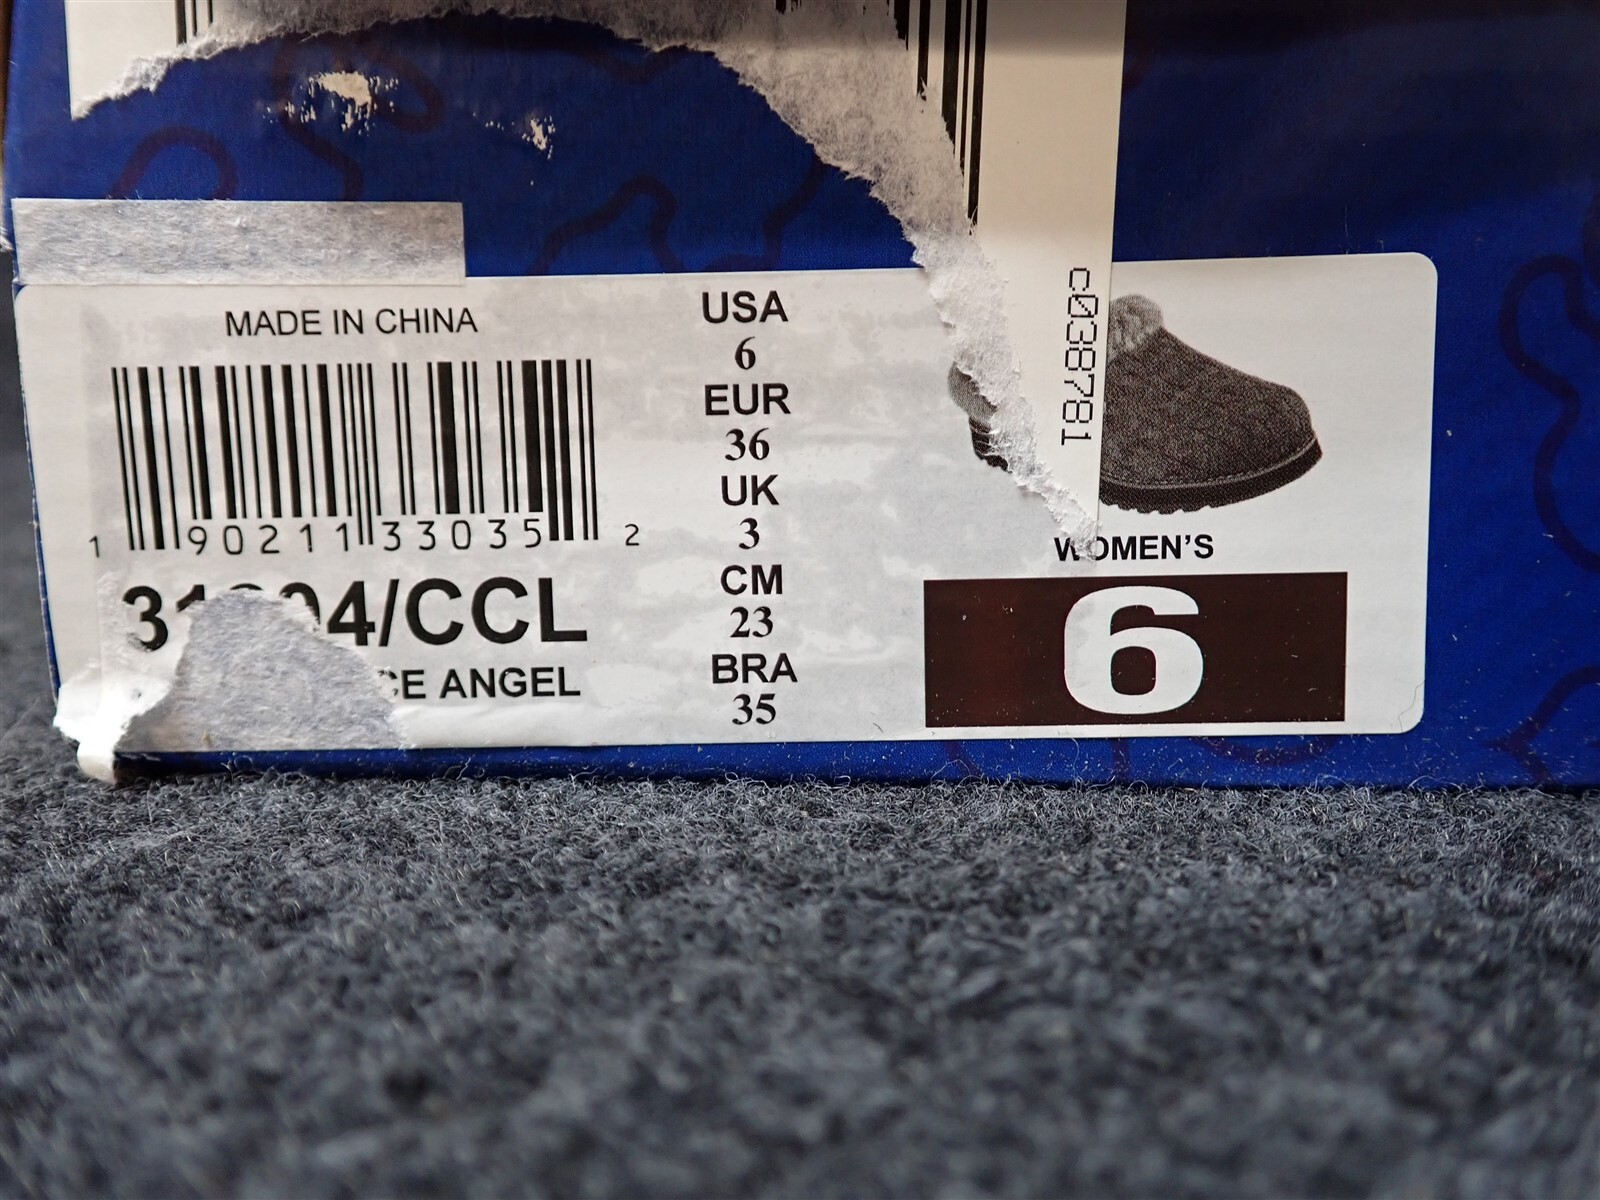 MADE IN CHINA
1 90211 33035 2
/CCL
ANGEL
USA
6
EUR
36
UK
3
CM
23
BRA
35
c038781
WOMEN'S
6